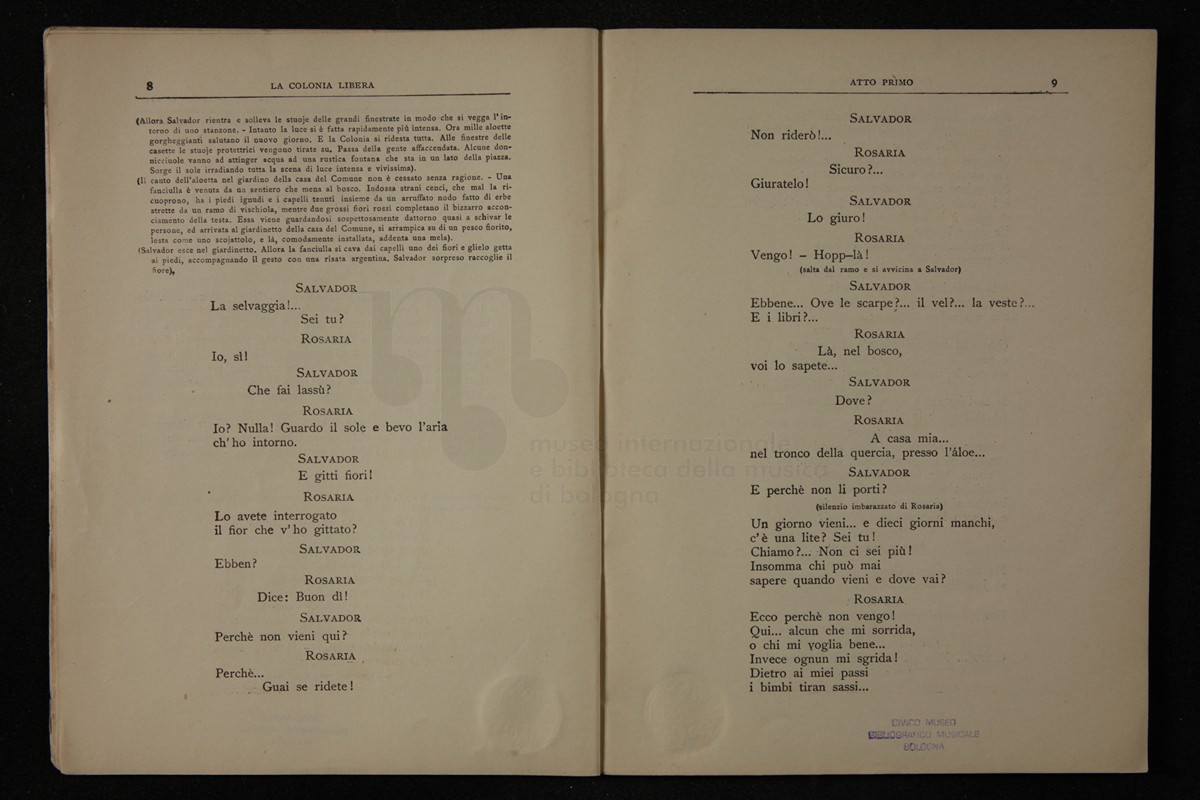 8
LA COLONIA LIBERA
(Allora Salvador rientra e solleva le stuoje delle grandi finestrate in modo che si vegga l'in-
terno di uno stanzone. - Intanto la luce si è fatta rapidamente più intensa. Ora mille aloette
gorgheggianti salutano il nuovo giorno. E la Colonia si ridesta tutta. Alle finestre delle
casette le stuoje protettrici vengono tirate su. Passa della gente affaccendata. Alcune don-
nicciuole vanno ad attinger acqua ad una rustica fontana che sta in un lato della piazza.
Sorge il sole irradiando tutta la scena di luce intensa e vivissima).
(Il canto dell'aloetta nel giardino della casa del Comune non è cessato senza ragione. - Una
fanciulla è venuta da un sentiero che mena al bosco. Indossa strani cenci, che mal la ri-
cuoprono, ha i piedi ignudi e i capelli tenuti insieme da un arruffato nodo fatto di erbe
strette da un ramo di vischiola, mentre due grossi fiori rossi completano il bizzarro accon-
ciamento della testa. Essa viene guardandosi sospettosamente dattorno quasi a schivar le
persone, ed arrivata al giardinetto della casa del Comune, si arrampica su di un pesco fiorito,
lesta come uno scojattolo, e là, comodamente installata, addenta una mela).
(Salvador esce nel giardinetto. Allora la fanciulla si cava dai capelli uno dei fiori e glielo getta
ai piedi, accompagnando il gesto con una risata argentina. Salvador sorpreso raccoglie il
fiore),
SALVADOR
La selvaggia!...
Sei tu?
ROSARIA
Io, sì!
SALVADOR
Che fai lassù?
ROSARIA
Io? Nulla! Guardo il sole e bevo l'aria
ch' ho intorno.
SALVADOR
E gitti fiori!
ROSARIA
Lo avete interrogato
il fior che v' ho gittato?
SALVADOR
Ebben?
ROSARIA
Dice: Buon dì!
SALVADOR
Perchè non vieni qui?
ROSARIA
Perchè...
Guai se ridete!
ATTO PRIMO
9
SALVADOR
Non riderò!...
ROSARIA
Sicuro?...
Giuratelo!
SALVADOR
Lo giuro!
ROSARIA
Vengo! - Hopp-là!
(salta dal ramo e si avvicina a Salvador)
SALVADOR
Ebbene... Ove le scarpe?... il vel?... la veste?...
E i libri?...
ROSARIA
Là, nel bosco,
voi lo sapete...
SALVADOR
Dove?
ROSARIA
A casa mia...
nel tronco della quercia, presso l'áloe...
SALVADOR
E perchè non li porti?
(silenzio imbarazzato di Rosaria)
Un giorno vieni... e dieci giorni manchi,
c' è una lite? Sei tu!
Chiamo?... Non ci sei più!
Insomma chi può mai
sapere quando vieni e dove vai?
ROSARIA
Ecco perchè non vengo!
Qui... alcun che mi sorrida,
o chi mi voglia bene...
Invece ognun mi sgrida!
Dietro ai miei passi
i bimbi tiran sassi...
museo internazionale
e biblioteca della musica
di bologna
CIVICO MUSEO
BIBLIOGRAFICO MUSICALE
BOLOGNA